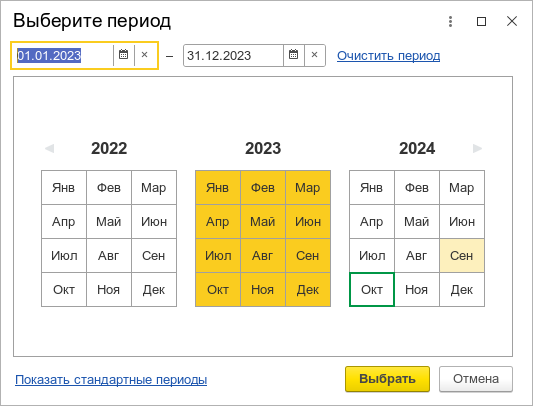 Выберите период
01.01.2023 – 31.12.2023 Очистить период
2022 2023 2024
Янв Фев Мар Янв Фев Мар Янв Фев Мар
Апр Май Июн Апр Май Июн Апр Май Июн
Июл Авг Сен Июл Авг Сен Июл Авг Сен
Окт Ноя Дек Окт Ноя Дек Окт Ноя Дек
Показать стандартные периоды Выбрать Отмена